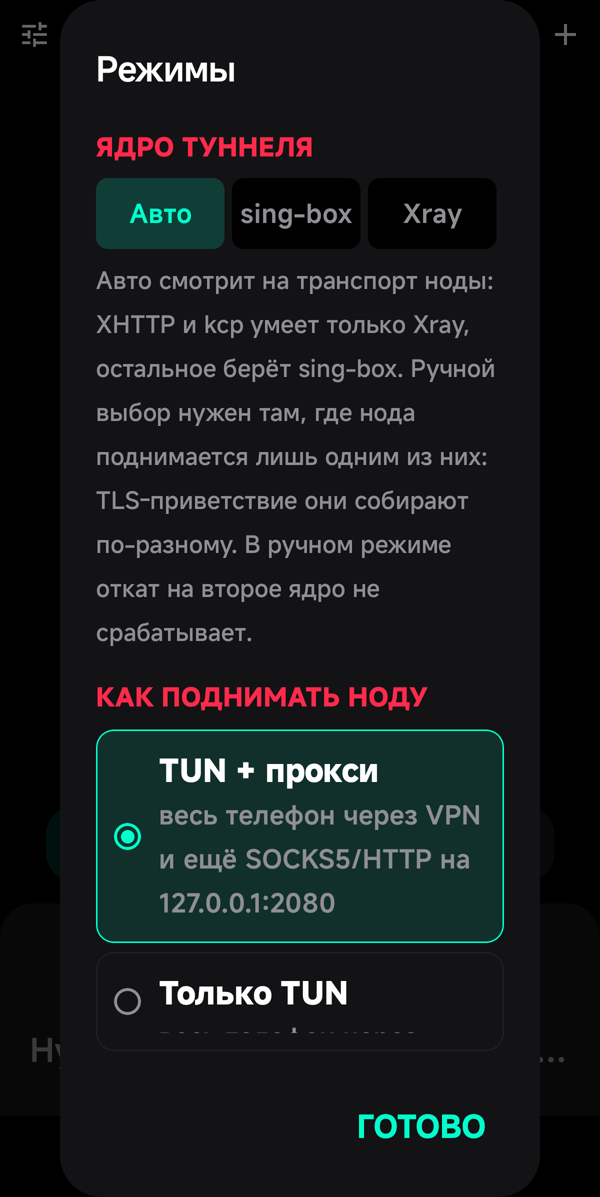 Режимы
ЯДРО ТУННЕЛЯ
Авто sing-box Xray
Авто смотрит на транспорт ноды:
XHTTP и kcp умеет только Xray,
остальное берёт sing-box. Ручной
выбор нужен там, где нода
поднимается лишь одним из них:
TLS-приветствие они собирают
по-разному. В ручном режиме
откат на второе ядро не
срабатывает.
КАК ПОДНИМАТЬ НОДУ
TUN + прокси
весь телефон через VPN
и ещё SOCKS5/HTTP на
127.0.0.1:2080
Только TUN
весь телефон через
ГОТОВО